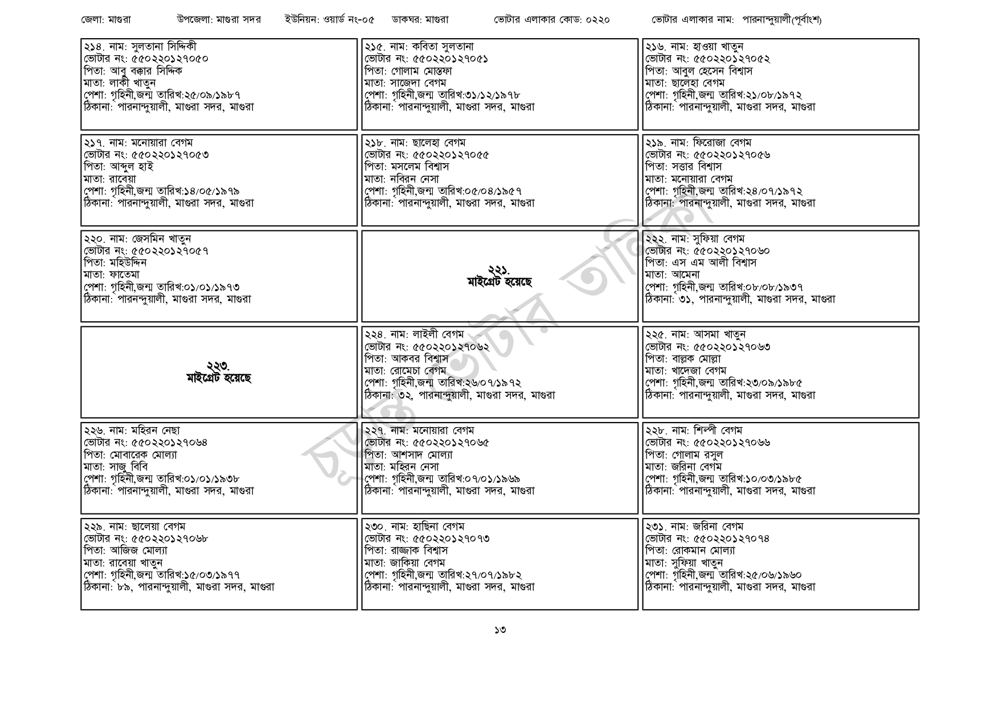 জেলা: মাগুরা উপজেলা: মাগুরা সদর ইউনিয়ন: ওয়ার্ড নং-০৫ ডাকঘর: মাগুরা ভোটার এলাকার কোড: ০২২০ ভোটার এলাকার নাম: পারনান্দুয়ালী(পূর্বাংশ)
২১৪. নাম: সুলতানা সিদ্দিকী
ভোটার নং: ৫৫০২২০১২৭০৫০
পিতা: আবু বক্কার সিদ্দিক
মাতা: লাকী খাতুন
পেশা: গৃহিনী,জন্ম তারিখ:২৫/০৯/১৯৮৭
ঠিকানা: পারনান্দুয়ালী, মাগুরা সদর, মাগুরা
২১৫. নাম: কবিতা সুলতানা
ভোটার নং: ৫৫০২২০১২৭০৫১
পিতা: গোলাম মোস্তফা
মাতা: সাজেদা বেগম
পেশা: গৃহিনী,জন্ম তারিখ:৩১/১২/১৯৭৮
ঠিকানা: পারনান্দুয়ালী, মাগুরা সদর, মাগুরা
২১৬. নাম: হাওয়া খাতুন
ভোটার নং: ৫৫০২২০১২৭০৫২
পিতা: আবুল হেসেন বিশ্বাস
মাতা: ছালেহা বেগম
পেশা: গৃহিনী,জন্ম তারিখ:২১/০৮/১৯৭২
ঠিকানা: পারনান্দুয়ালী, মাগুরা সদর, মাগুরা
২১৭. নাম: মনোয়ারা বেগম
ভোটার নং: ৫৫০২২০১২৭০৫৩
পিতা: আব্দুল হাই
মাতা: রাবেয়া
পেশা: গৃহিনী,জন্ম তারিখ:১৪/০৫/১৯৭৯
ঠিকানা: পারনান্দুয়ালী, মাগুরা সদর, মাগুরা
২১৮. নাম: ছালেহা বেগম
ভোটার নং: ৫৫০২২০১২৭০৫৫
পিতা: মসলেম বিশ্বাস
মাতা: নবিরন নেসা
পেশা: গৃহিনী,জন্ম তারিখ:০৫/০৪/১৯৫৭
ঠিকানা: পারনান্দুয়ালী, মাগুরা সদর, মাগুরা
২১৯. নাম: ফিরোজা বেগম
ভোটার নং: ৫৫০২২০১২৭০৫৬
পিতা: সত্তার বিশ্বাস
মাতা: মনোয়ারা বেগম
পেশা: গৃহিনী,জন্ম তারিখ:২৪/০৭/১৯৭২
ঠিকানা: পারনান্দুয়ালী, মাগুরা সদর, মাগুরা
২২০. নাম: জেসমিন খাতুন
ভোটার নং: ৫৫০২২০১২৭০৫৭
পিতা: মহিউদ্দিন
মাতা: ফাতেমা
পেশা: গৃহিনী,জন্ম তারিখ:০১/০১/১৯৭৩
ঠিকানা: পারনন্দুয়ালী, মাগুরা সদর, মাগুরা
২২১.
মাইগ্রেট হয়েছে
২২২. নাম: সুফিয়া বেগম
ভোটার নং: ৫৫০২২০১২৭০৬০
পিতা: এস এম আলী বিশ্বাস
মাতা: আমেনা
পেশা: গৃহিনী,জন্ম তারিখ:০৮/০৮/১৯৩৭
ঠিকানা: ৩১, পারনান্দুয়ালী, মাগুরা সদর, মাগুরা
২২৩.
মাইগ্রেট হয়েছে
২২৪. নাম: লাইলী বেগম
ভোটার নং: ৫৫০২২০১২৭০৬২
পিতা: আকবর বিশ্বাস
মাতা: রোমেচা বেগম
পেশা: গৃহিনী,জন্ম তারিখ:২৬/০৭/১৯৭২
ঠিকানা: ৩২, পারনান্দুয়ালী, মাগুরা সদর, মাগুরা
২২৫. নাম: আসমা খাতুন
ভোটার নং: ৫৫০২২০১২৭০৬৩
পিতা: বাল্লক মোল্লা
মাতা: খাদেজা বেগম
পেশা: গৃহিনী,জন্ম তারিখ:২৩/০৯/১৯৮৫
ঠিকানা: পারনান্দুয়ালী, মাগুরা সদর, মাগুরা
২২৬. নাম: মহিরন নেছা
ভোটার নং: ৫৫০২২০১২৭০৬৪
পিতা: মোবারেক মোল্যা
মাতা: সাজু বিবি
পেশা: গৃহিনী,জন্ম তারিখ:০১/০১/১৯৩৮
ঠিকানা: পারনান্দুয়ালী, মাগুরা সদর, মাগুরা
২২৭. নাম: মনোয়ারা বেগম
ভোটার নং: ৫৫০২২০১২৭০৬৫
পিতা: আশসাদ মোল্যা
মাতা: মহিরন নেসা
পেশা: গৃহিনী,জন্ম তারিখ:০৭/০১/১৯৬৯
ঠিকানা: পারনান্দুয়ালী, মাগুরা সদর, মাগুরা
২২৮. নাম: শিল্পী বেগম
ভোটার নং: ৫৫০২২০১২৭০৬৬
পিতা: গোলাম রসুল
মাতা: জরিনা বেগম
পেশা: গৃহিনী,জন্ম তারিখ:১০/০৩/১৯৮৫
ঠিকানা: পারনান্দুয়ালী, মাগুরা সদর, মাগুরা
২২৯. নাম: ছালেয়া বেগম
ভোটার নং: ৫৫০২২০১২৭০৬৮
পিতা: আজিজ মোল্যা
মাতা: রাবেয়া খাতুন
পেশা: গৃহিনী,জন্ম তারিখ:১৫/০৩/১৯৭৭
ঠিকানা: ৮৯, পারনান্দুয়ালী, মাগুরা সদর, মাগুরা
২৩০. নাম: হাছিনা বেগম
ভোটার নং: ৫৫০২২০১২৭০৭৩
পিতা: রাজ্জাক বিশ্বাস
মাতা: জাকিয়া বেগম
পেশা: গৃহিনী,জন্ম তারিখ:২৭/০৭/১৯৮২
ঠিকানা: পারনান্দুয়ালী, মাগুরা সদর, মাগুরা
২৩১. নাম: জরিনা বেগম
ভোটার নং: ৫৫০২২০১২৭০৭৪
পিতা: রোকমান মোল্যা
মাতা: সুফিয়া খাতুন
পেশা: গৃহিনী,জন্ম তারিখ:২৫/০৬/১৯৬০
ঠিকানা: পারনান্দুয়ালী, মাগুরা সদর, মাগুরা
চূড়ান্ত ভোটার তালিকা
১৩